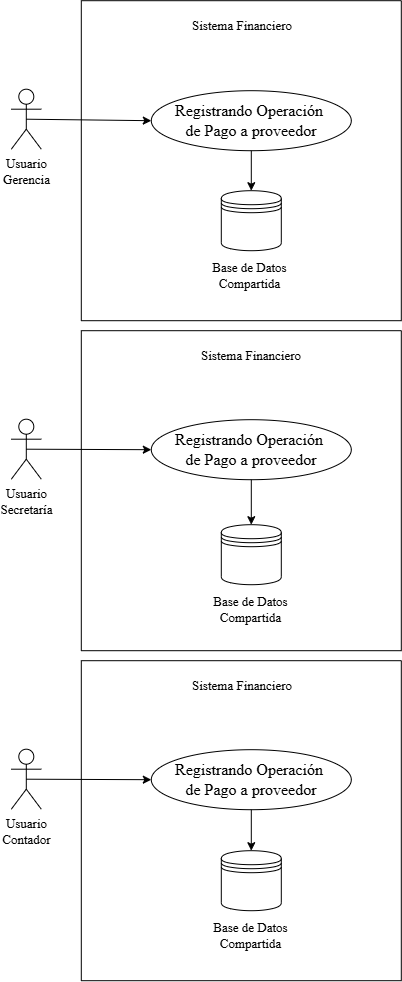 Sistema Financiero
Registrando Operación
de Pago a proveedor
Usuario
Gerencia
Base de Datos
Compartida
Sistema Financiero
Registrando Operación
de Pago a proveedor
Usuario
Secretaría
Base de Datos
Compartida
Sistema Financiero
Registrando Operación
de Pago a proveedor
Usuario
Contador
Base de Datos
Compartida